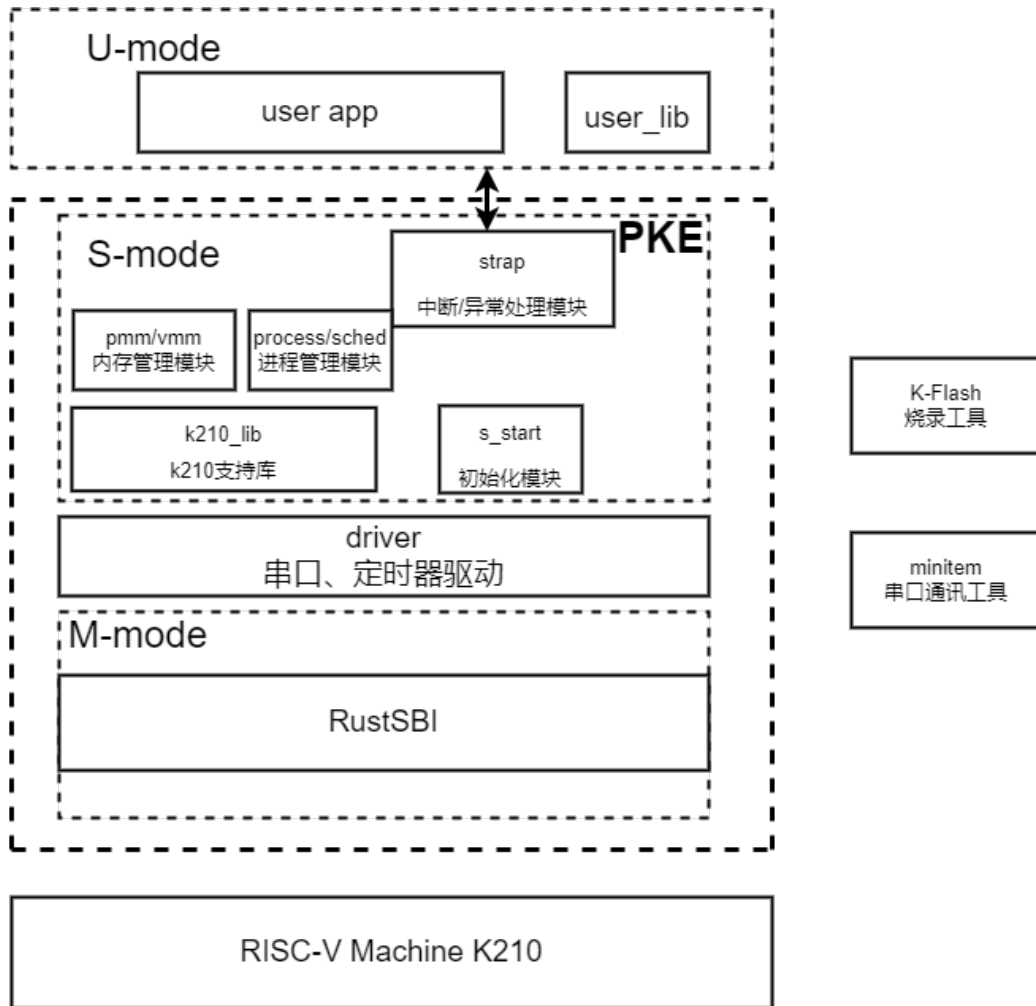 U-mode
user app
user_lib
PKE
S-mode
strap
中断/异常处理模块
pmm/vmm
内存管理模块
process/sched
进程管理模块
k210_lib
k210支持库
s_start
初始化模块
driver
串口、定时器驱动
M-mode
RustSBI
RISC-V Machine K210
K-Flash
烧录工具
minitem
串口通讯工具